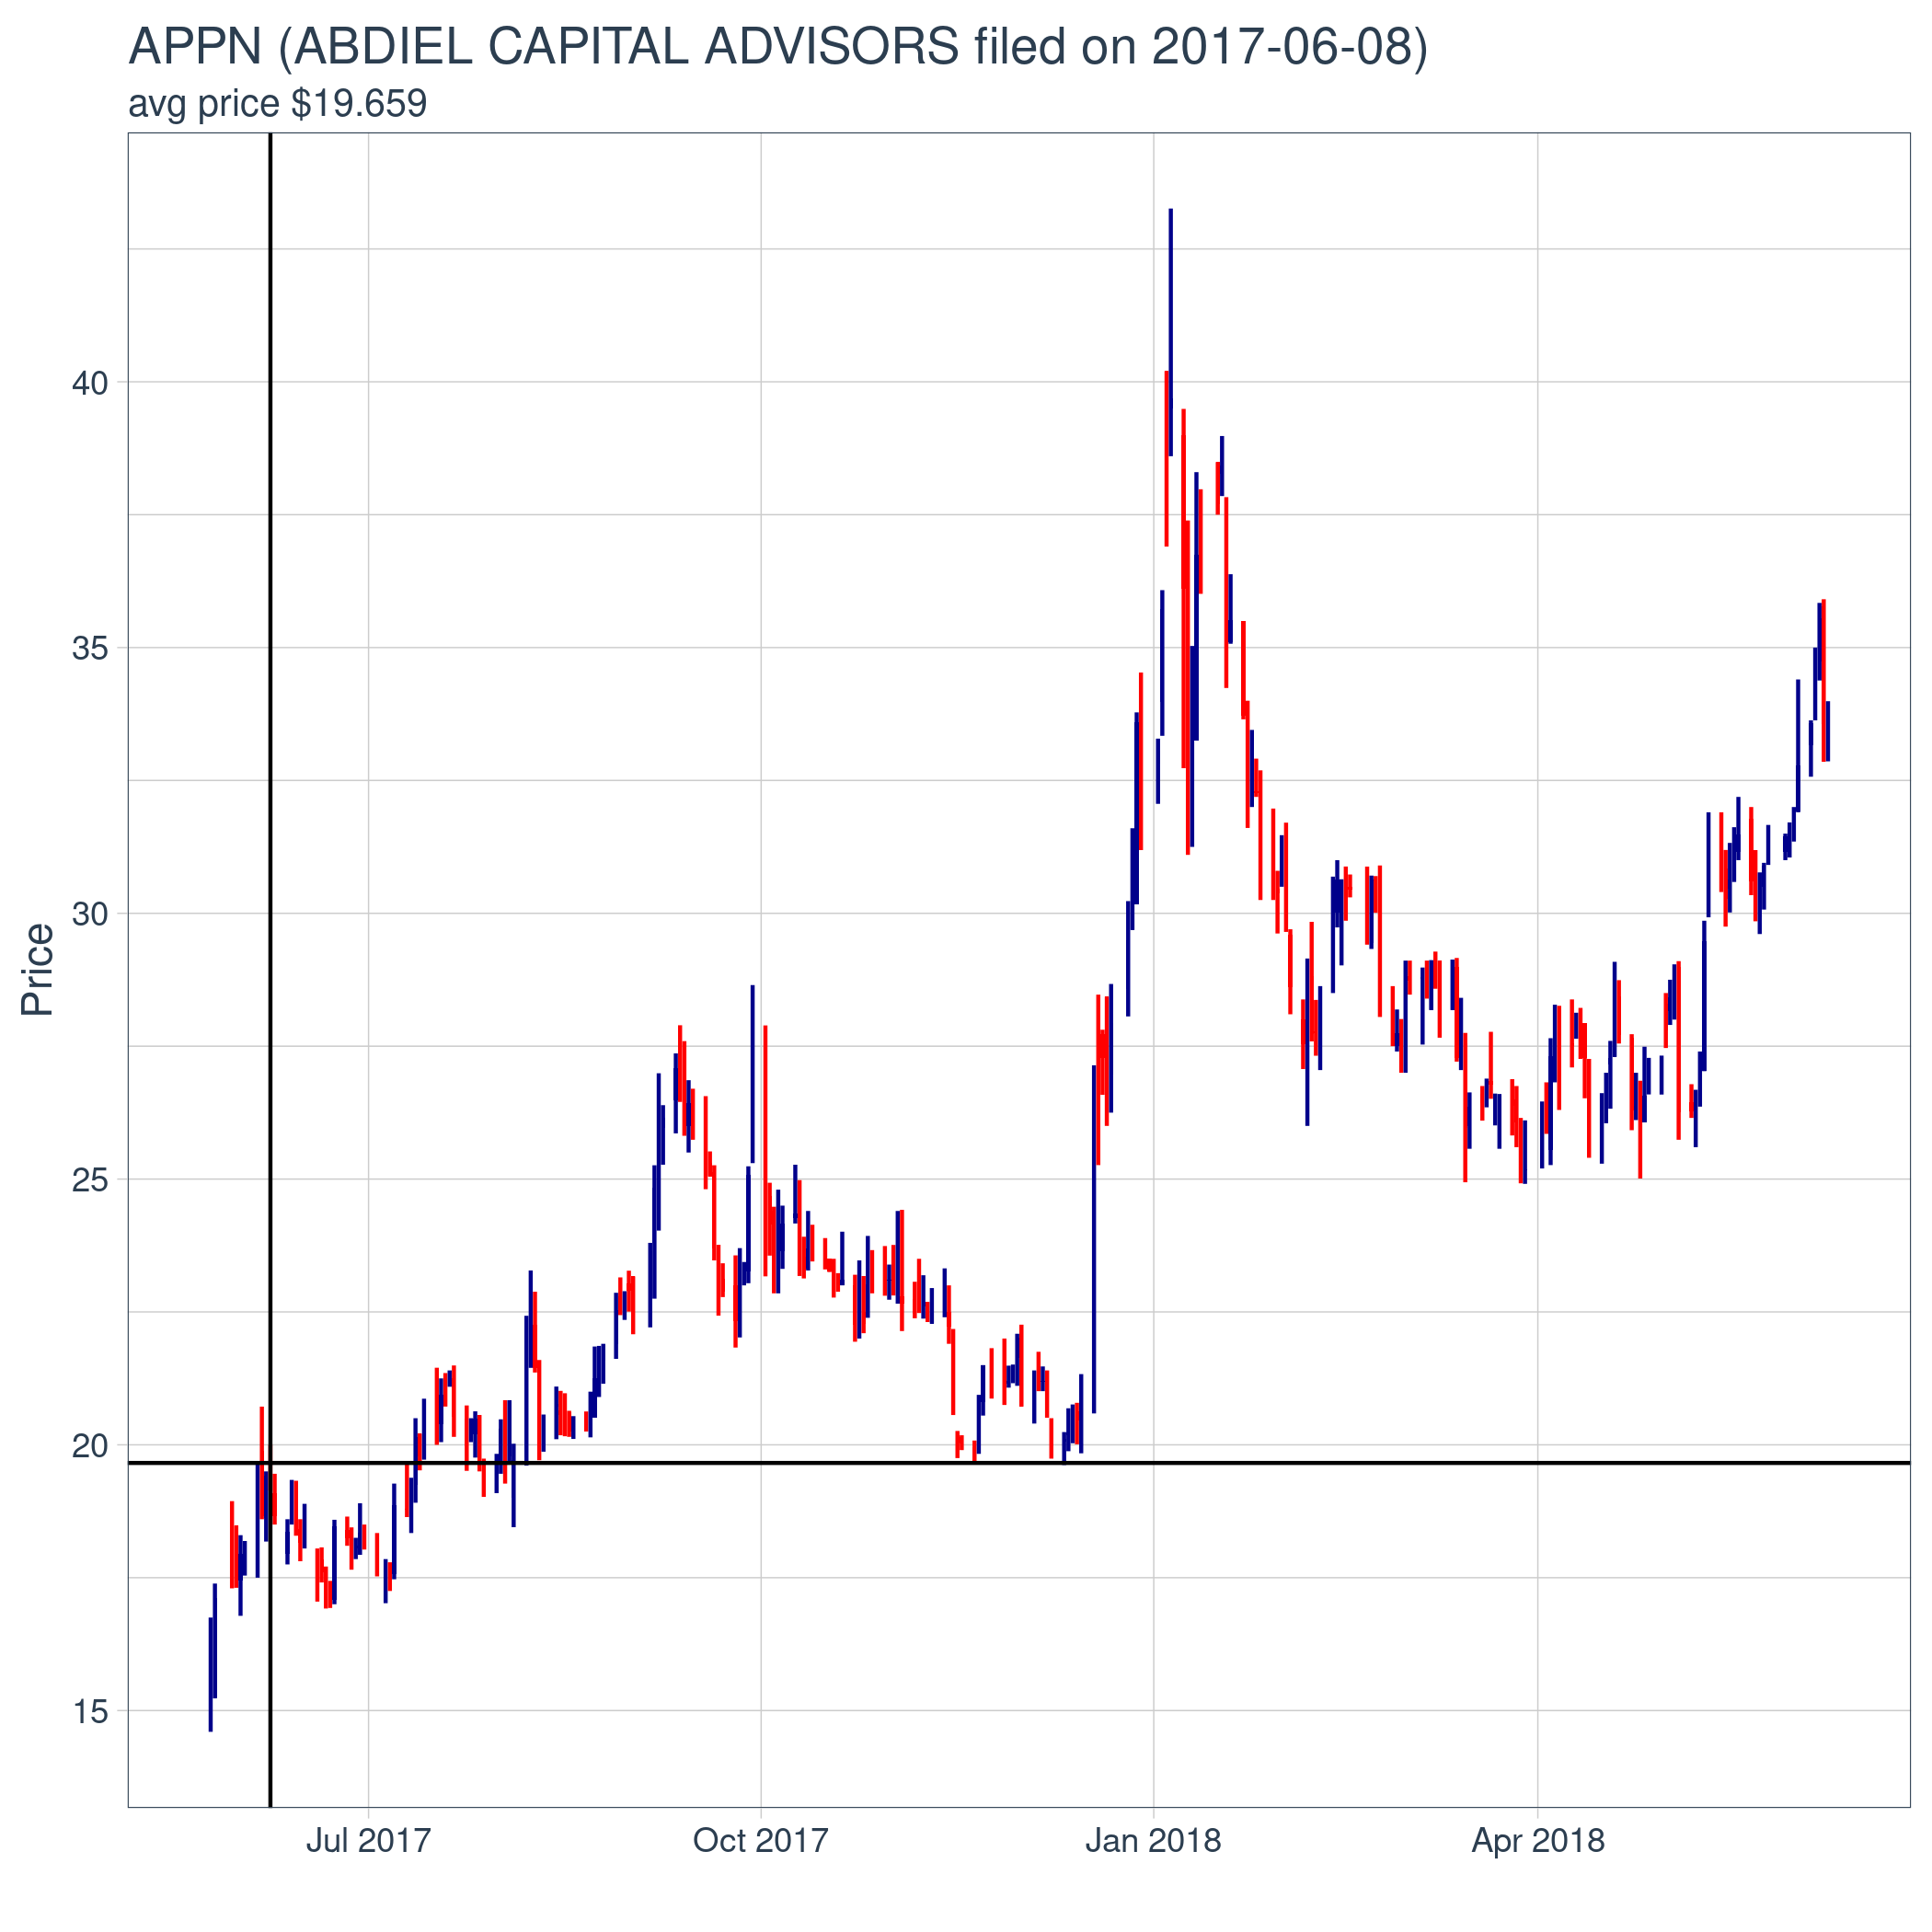 APPN (ABDIEL CAPITAL ADVISORS filed on 2017-06-08)
avg price $19.659
Price
40
35
30
25
20
15
Jul 2017
Oct 2017
Jan 2018
Apr 2018